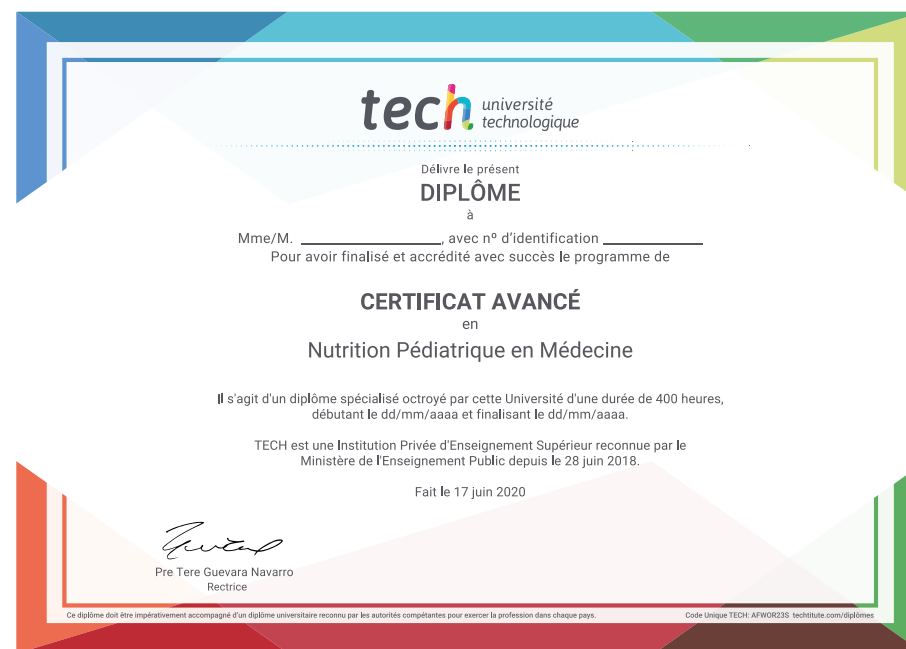 tech université
technologique
Délivre le présent
DIPLÔME
à
Mme/M. ____________________, avec nº d'identification ______________
Pour avoir finalisé et accrédité avec succès le programme de
CERTIFICAT AVANCÉ
en
Nutrition Pédiatrique en Médecine
Il s'agit d'un diplôme spécialisé octroyé par cette Université d'une durée de 400 heures,
débutant le dd/mm/aaaa et finalisant le dd/mm/aaaa.
TECH est une Institution Privée d'Enseignement Supérieur reconnue par le
Ministère de l'Enseignement Public depuis le 28 juin 2018.
Fait le 17 juin 2020
Pre Tere Guevara Navarro
Rectrice
Ce diplôme doit être impérativement accompagné d'un diplôme universitaire reconnu par les autorités compétantes pour exercer la profession dans chaque pays.
Code Unique TECH: AFWOR23S techtitute.com/diplômes